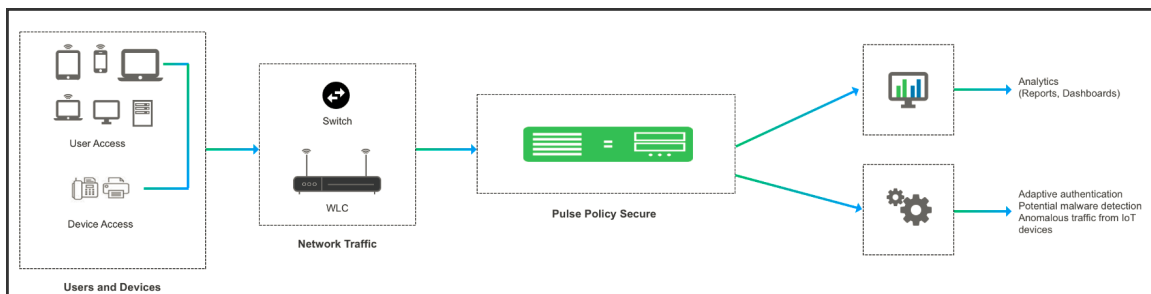 User Access
Device Access
Users and Devices
Switch
WLC
Network Traffic
Pulse Policy Secure
Analytics
(Reports, Dashboards)
Adaptive authentication
Potential malware detection
Anomalous traffic from IoT
devices